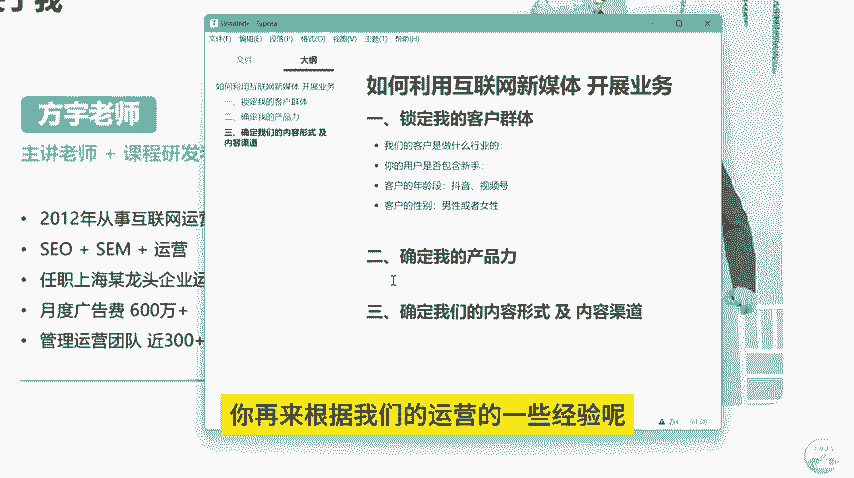 于我
方宇老师
主讲老师 + 课程研发
• 2012年从事互联网运营
• SEO + SEM + 运营
• 任职上海某龙头企业运
• 月度广告费 600万+
• 管理运营团队 近300+
文件(F) 编辑(E) 段落(P) 格式(O) 视图(V) 主题(T) 帮助(H)
文件 大纲
如何利用互联网新媒体 开展业务
一、锁定我的客户群体
二、确定我的产品力
三、确定我们的内容形式 及
内容渠道
如何利用互联网新媒体 开展业务
一、锁定我的客户群体
• 我们的客户是做什么行业的:
• 你的用户是否包含新手:
• 客户的年龄段: 抖音、视频号
• 客户的性别: 男性或者女性
二、确定我的产品力
三、确定我们的内容形式 及 内容渠道
你再来根据我们的运营的一些经验呢